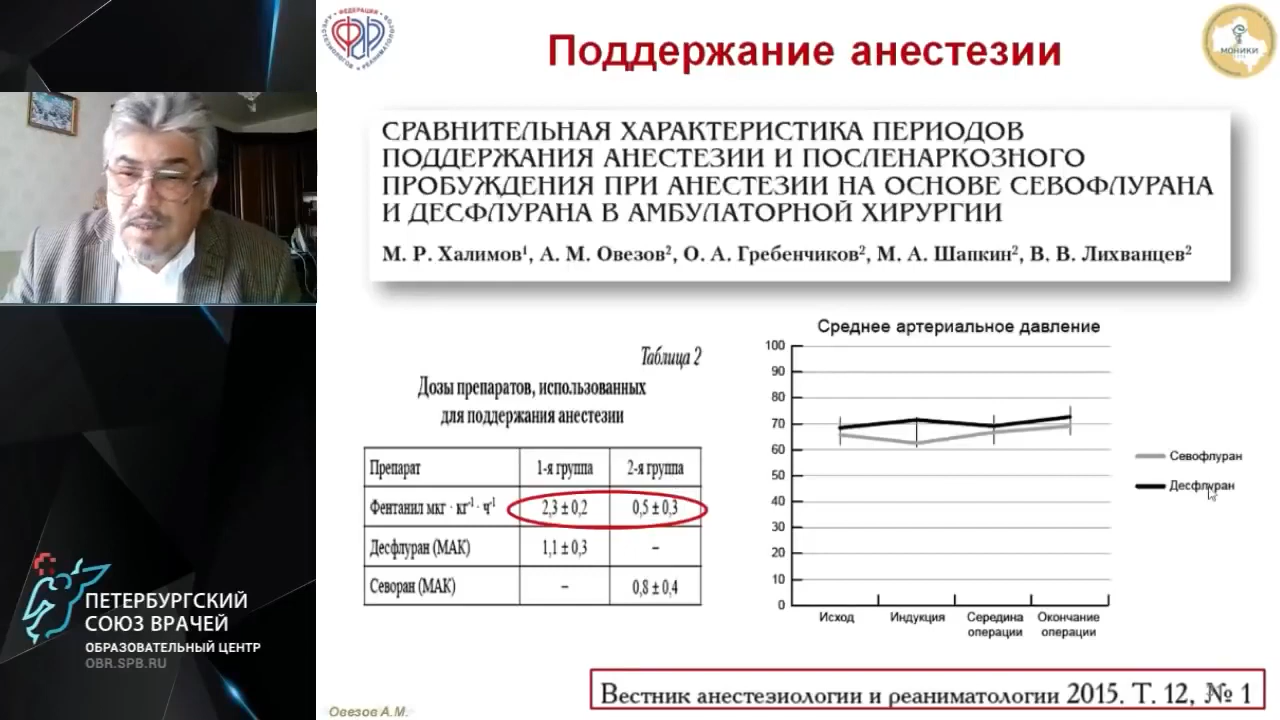 Поддержание анестезии
ФЕДЕРАЦИЯ
АНЕСТЕЗИОЛОГОВ И РЕАНИМАТОЛОГОВ
МОНИКИ
СРАВНИТЕЛЬНАЯ ХАРАКТЕРИСТИКА ПЕРИОДОВ
ПОДДЕРЖАНИЯ АНЕСТЕЗИИ И ПОСЛЕНАРКОЗНОГО
ПРОБУЖДЕНИЯ ПРИ АНЕСТЕЗИИ НА ОСНОВЕ СЕВОФЛУРАНА
И ДЕСФЛУРАНА В АМБУЛАТОРНОЙ ХИРУРГИИ
М. Р. Халимов¹, А. М. Овезов², О. А. Гребенчиков², М. А. Шапкин², В. В. Лихванцев²
Таблица 2
Дозы препаратов, использованных
для поддержания анестезии
Препарат 1-я группа 2-я группа
Фентанил мкг · кг⁻¹ · ч⁻¹ 2,3 ± 0,2 0,5 ± 0,3
Десфлуран (МАК) 1,1 ± 0,3 –
Севоран (МАК) – 0,8 ± 0,4
Среднее артериальное давление
100
90
80
70
60
50
40
30
20
10
0
Исход Индукция Середина операции Окончание операции
Севофлуран
Десфлуран
Вестник анестезиологии и реаниматологии 2015. Т. 12, № 1
Овезов А.М.
ПЕТЕРБУРГСКИЙ
СОЮЗ ВРАЧЕЙ
ОБРАЗОВАТЕЛЬНЫЙ ЦЕНТР
OBR.SPB.RU